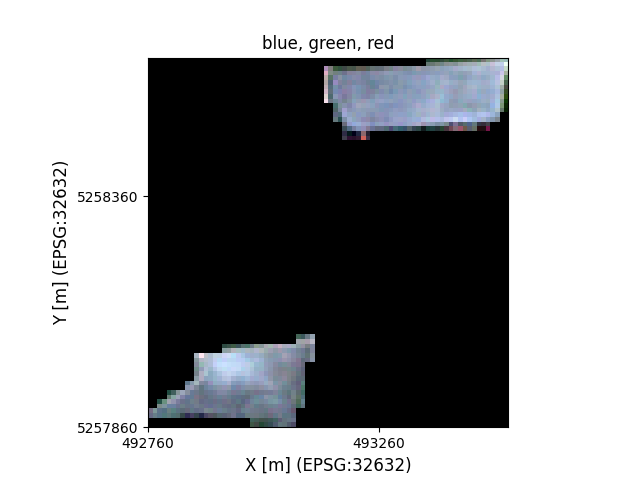 blue, green, red
Y [m] (EPSG:32632)
5258360
5257860
492760
493260
X [m] (EPSG:32632)